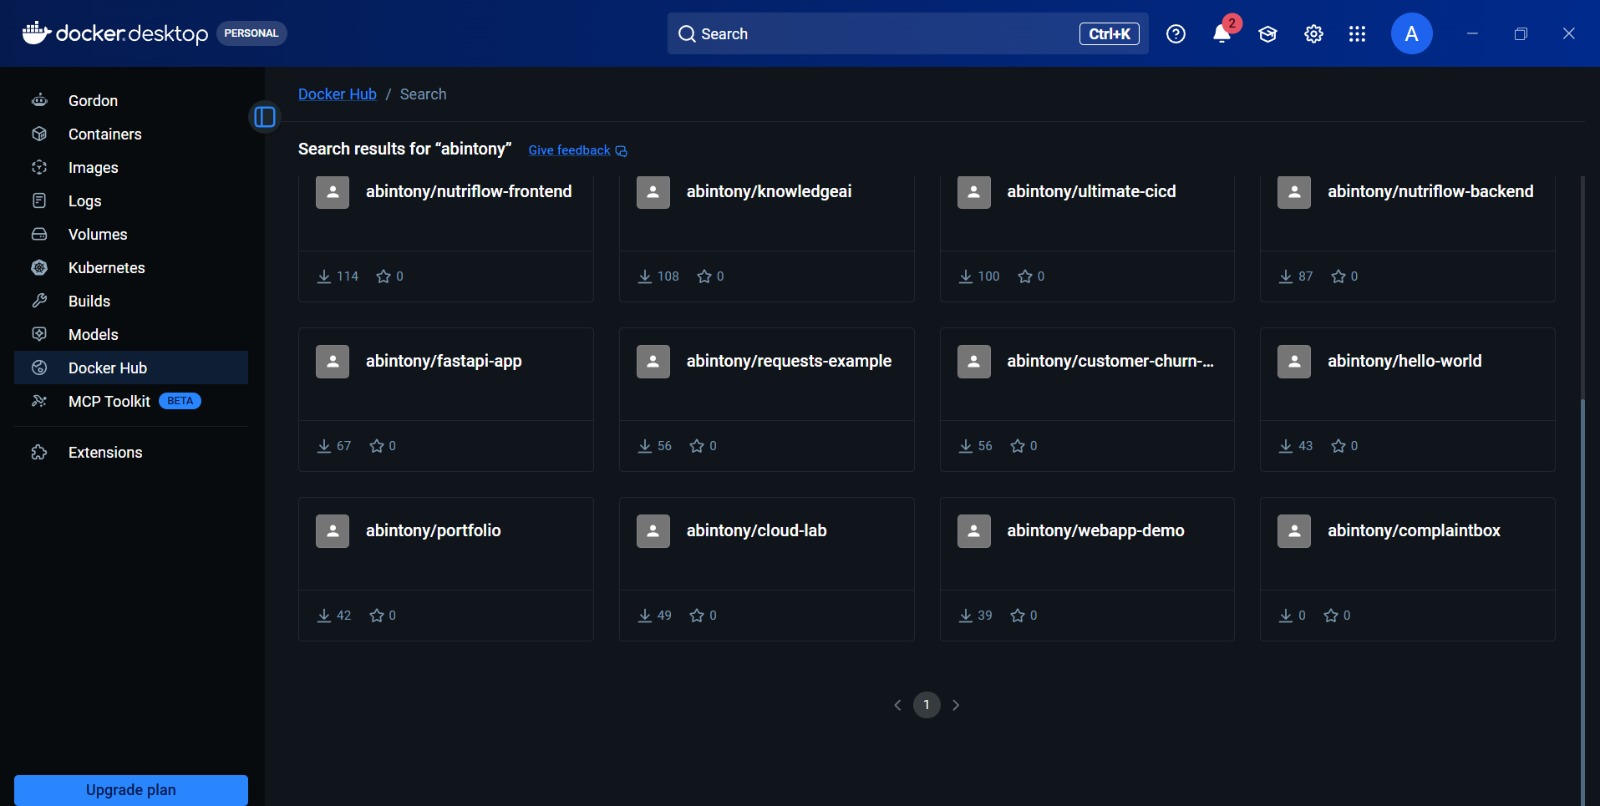 docker.desktop PERSONAL
Search Ctrl+K
2
A
Gordon
Containers
Images
Logs
Volumes
Kubernetes
Builds
Models
Docker Hub
MCP Toolkit BETA
Extensions
Upgrade plan
Docker Hub / Search
Search results for “abintony” Give feedback
abintony/nutriflow-frontend
114 0
abintony/knowledgeai
108 0
abintony/ultimate-cicd
100 0
abintony/nutriflow-backend
87 0
abintony/fastapi-app
67 0
abintony/requests-example
56 0
abintony/customer-churn-...
56 0
abintony/hello-world
43 0
abintony/portfolio
42 0
abintony/cloud-lab
49 0
abintony/webapp-demo
39 0
abintony/complaintbox
0 0
1